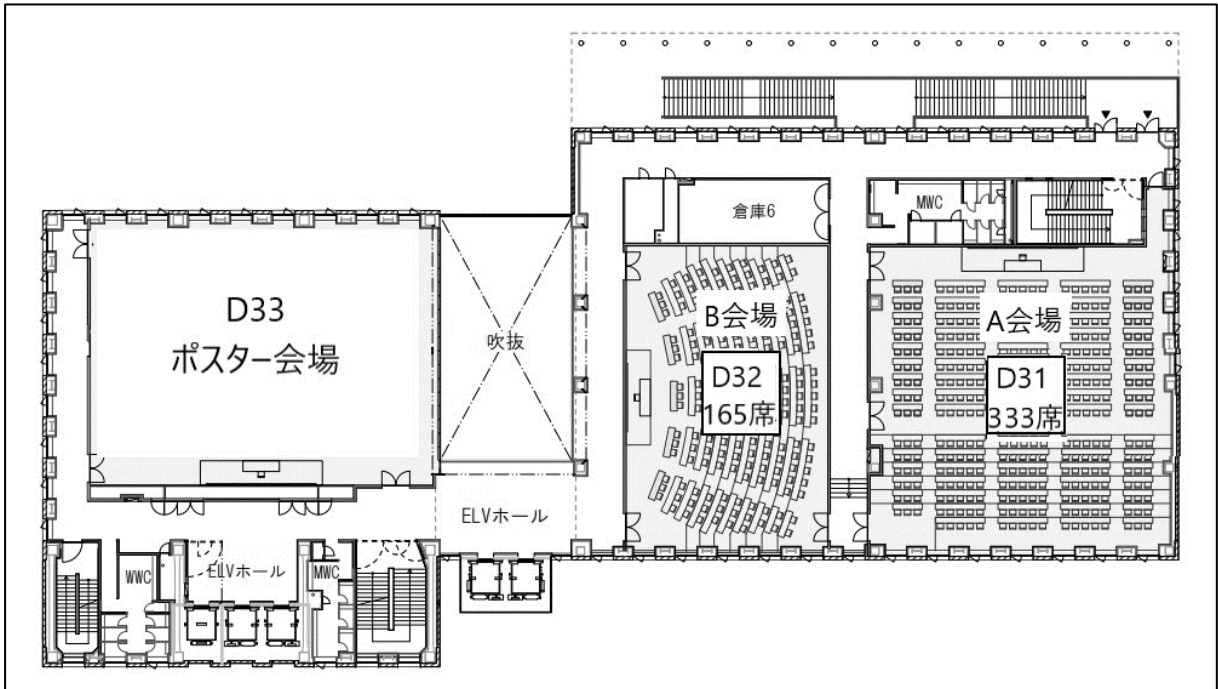 MWC
倉庫6
D33
ポスター会場
吹抜
B会場
D32
165席
A会場
D31
333席
ELVホール
WWC
ELVホール
MWC